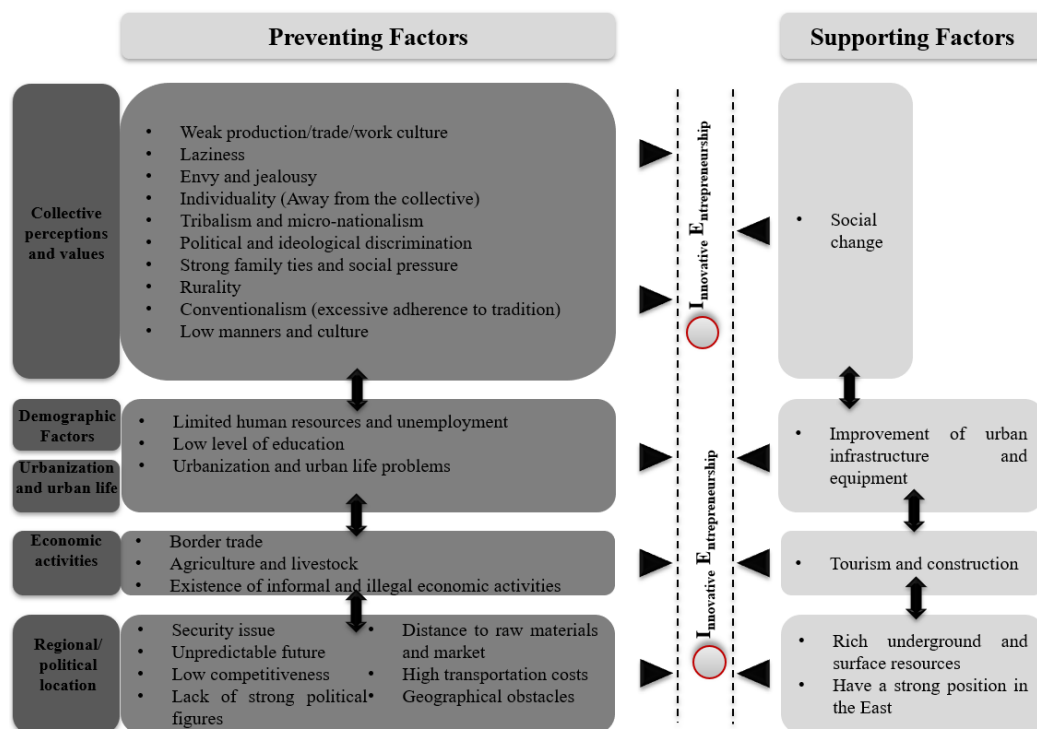 Preventing Factors
Supporting Factors
Collective
perceptions
and values
• Weak production/trade/work culture
• Laziness
• Envy and jealousy
• Individuality (Away from the collective)
• Tribalism and micro-nationalism
• Political and ideological discrimination
• Strong family ties and social pressure
• Rurality
• Conventionalism (excessive adherence to tradition)
• Low manners and culture
Innovative Entrepreneurship
• Social
change
Demographic
Factors
Urbanization
and urban life
• Limited human resources and unemployment
• Low level of education
• Urbanization and urban life problems
• Improvement of urban
infrastructure and
equipment
Economic
activities
• Border trade
• Agriculture and livestock
• Existence of informal and illegal economic activities
Innovative Entrepreneurship
• Tourism and construction
Regional/
political
location
• Security issue
• Unpredictable future
• Low competitiveness
• Lack of strong political
figures
• Distance to raw materials
and market
• High transportation costs
• Geographical obstacles
• Rich underground and
surface resources
• Have a strong position in
the East